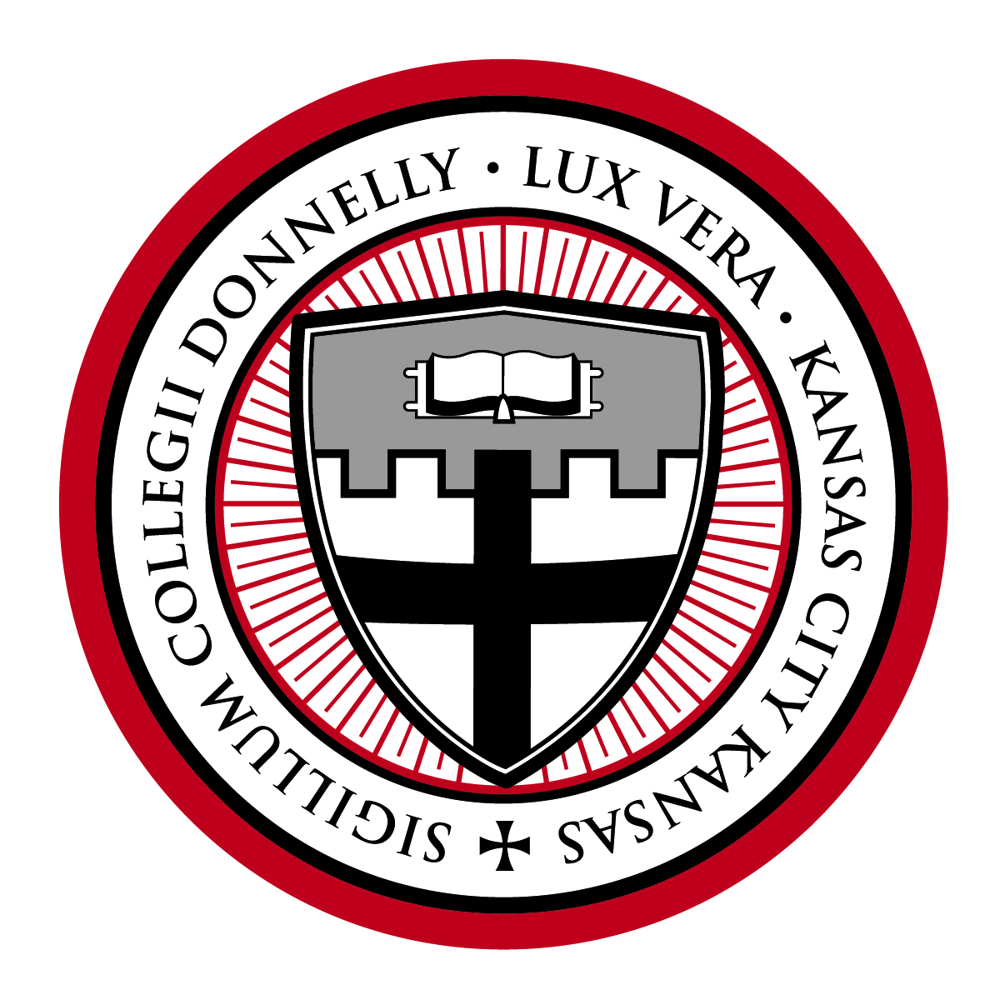 SIGILLUM COLLEGII DONNELLY · LUX VERA · KANSAS CITY KANSAS